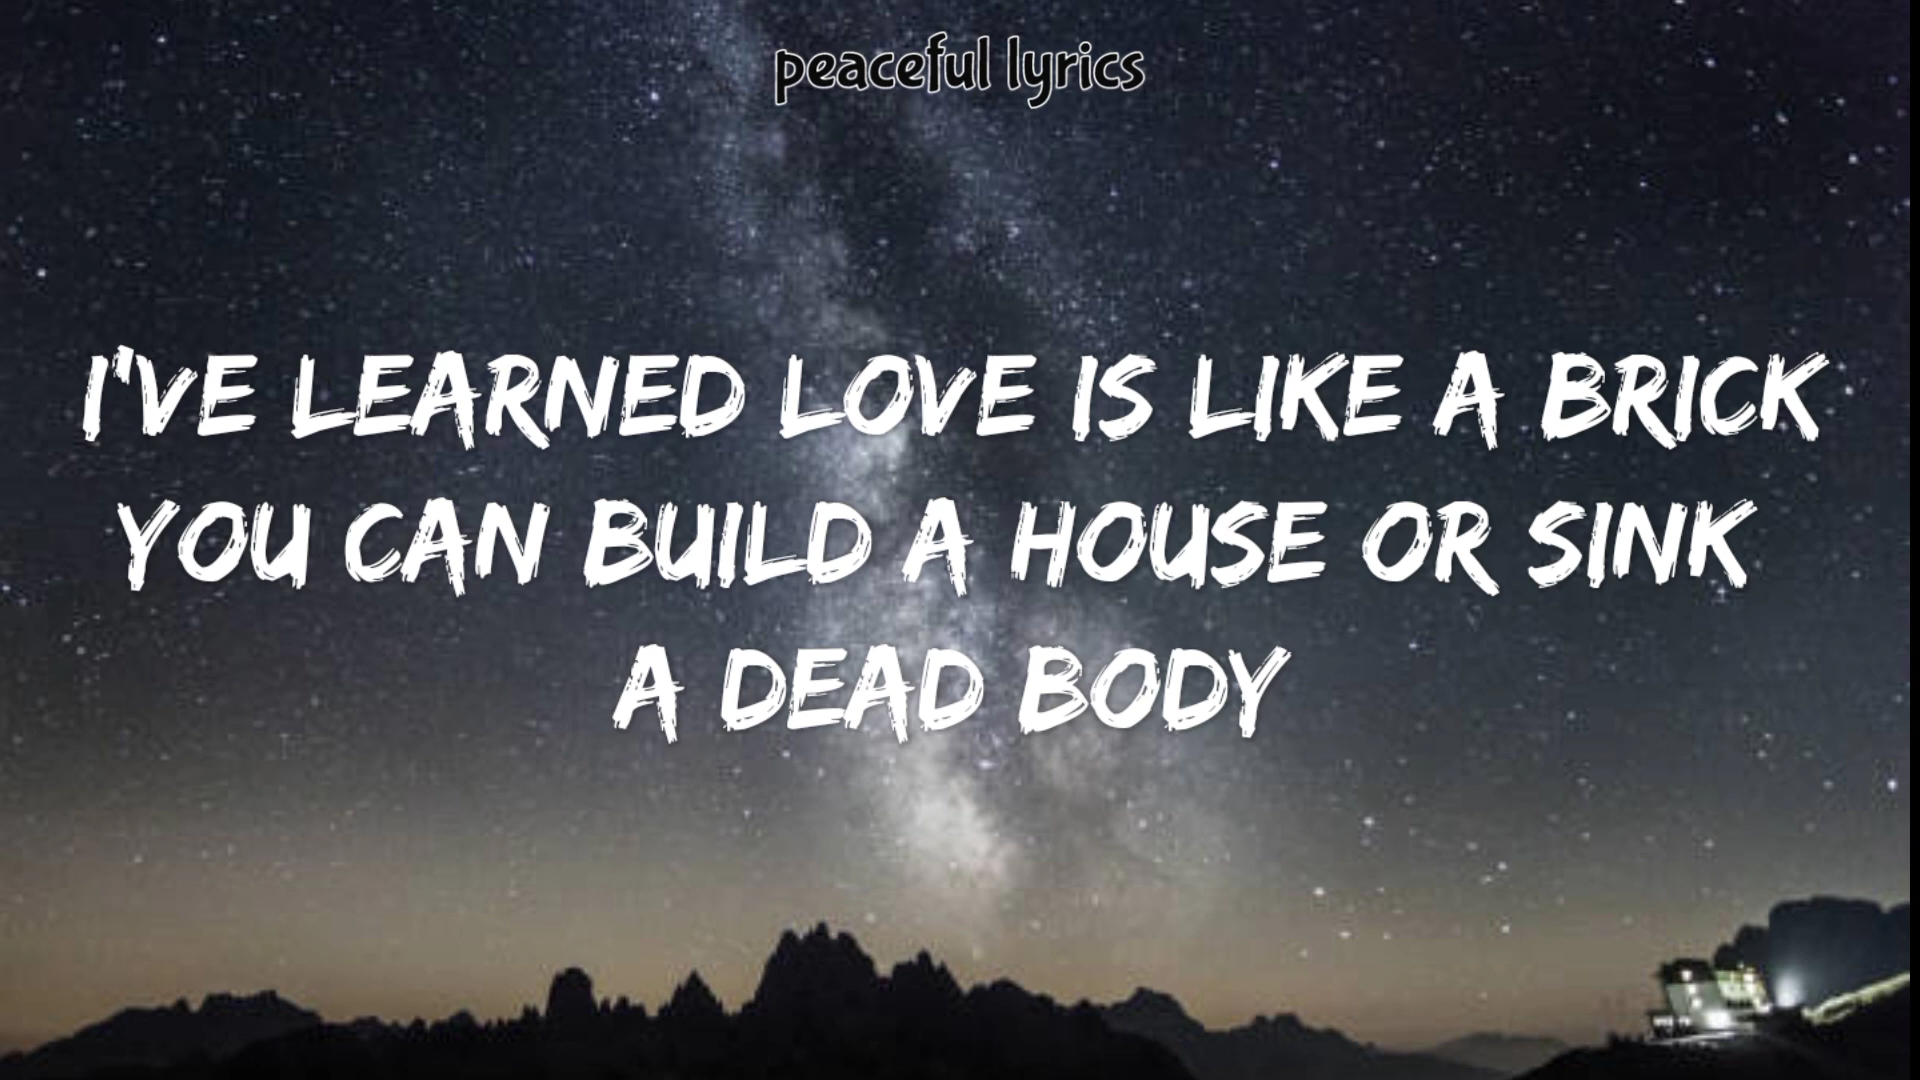 peaceful lyrics
I'VE LEARNED LOVE IS LIKE A BRICK
YOU CAN BUILD A HOUSE OR SINK
A DEAD BODY